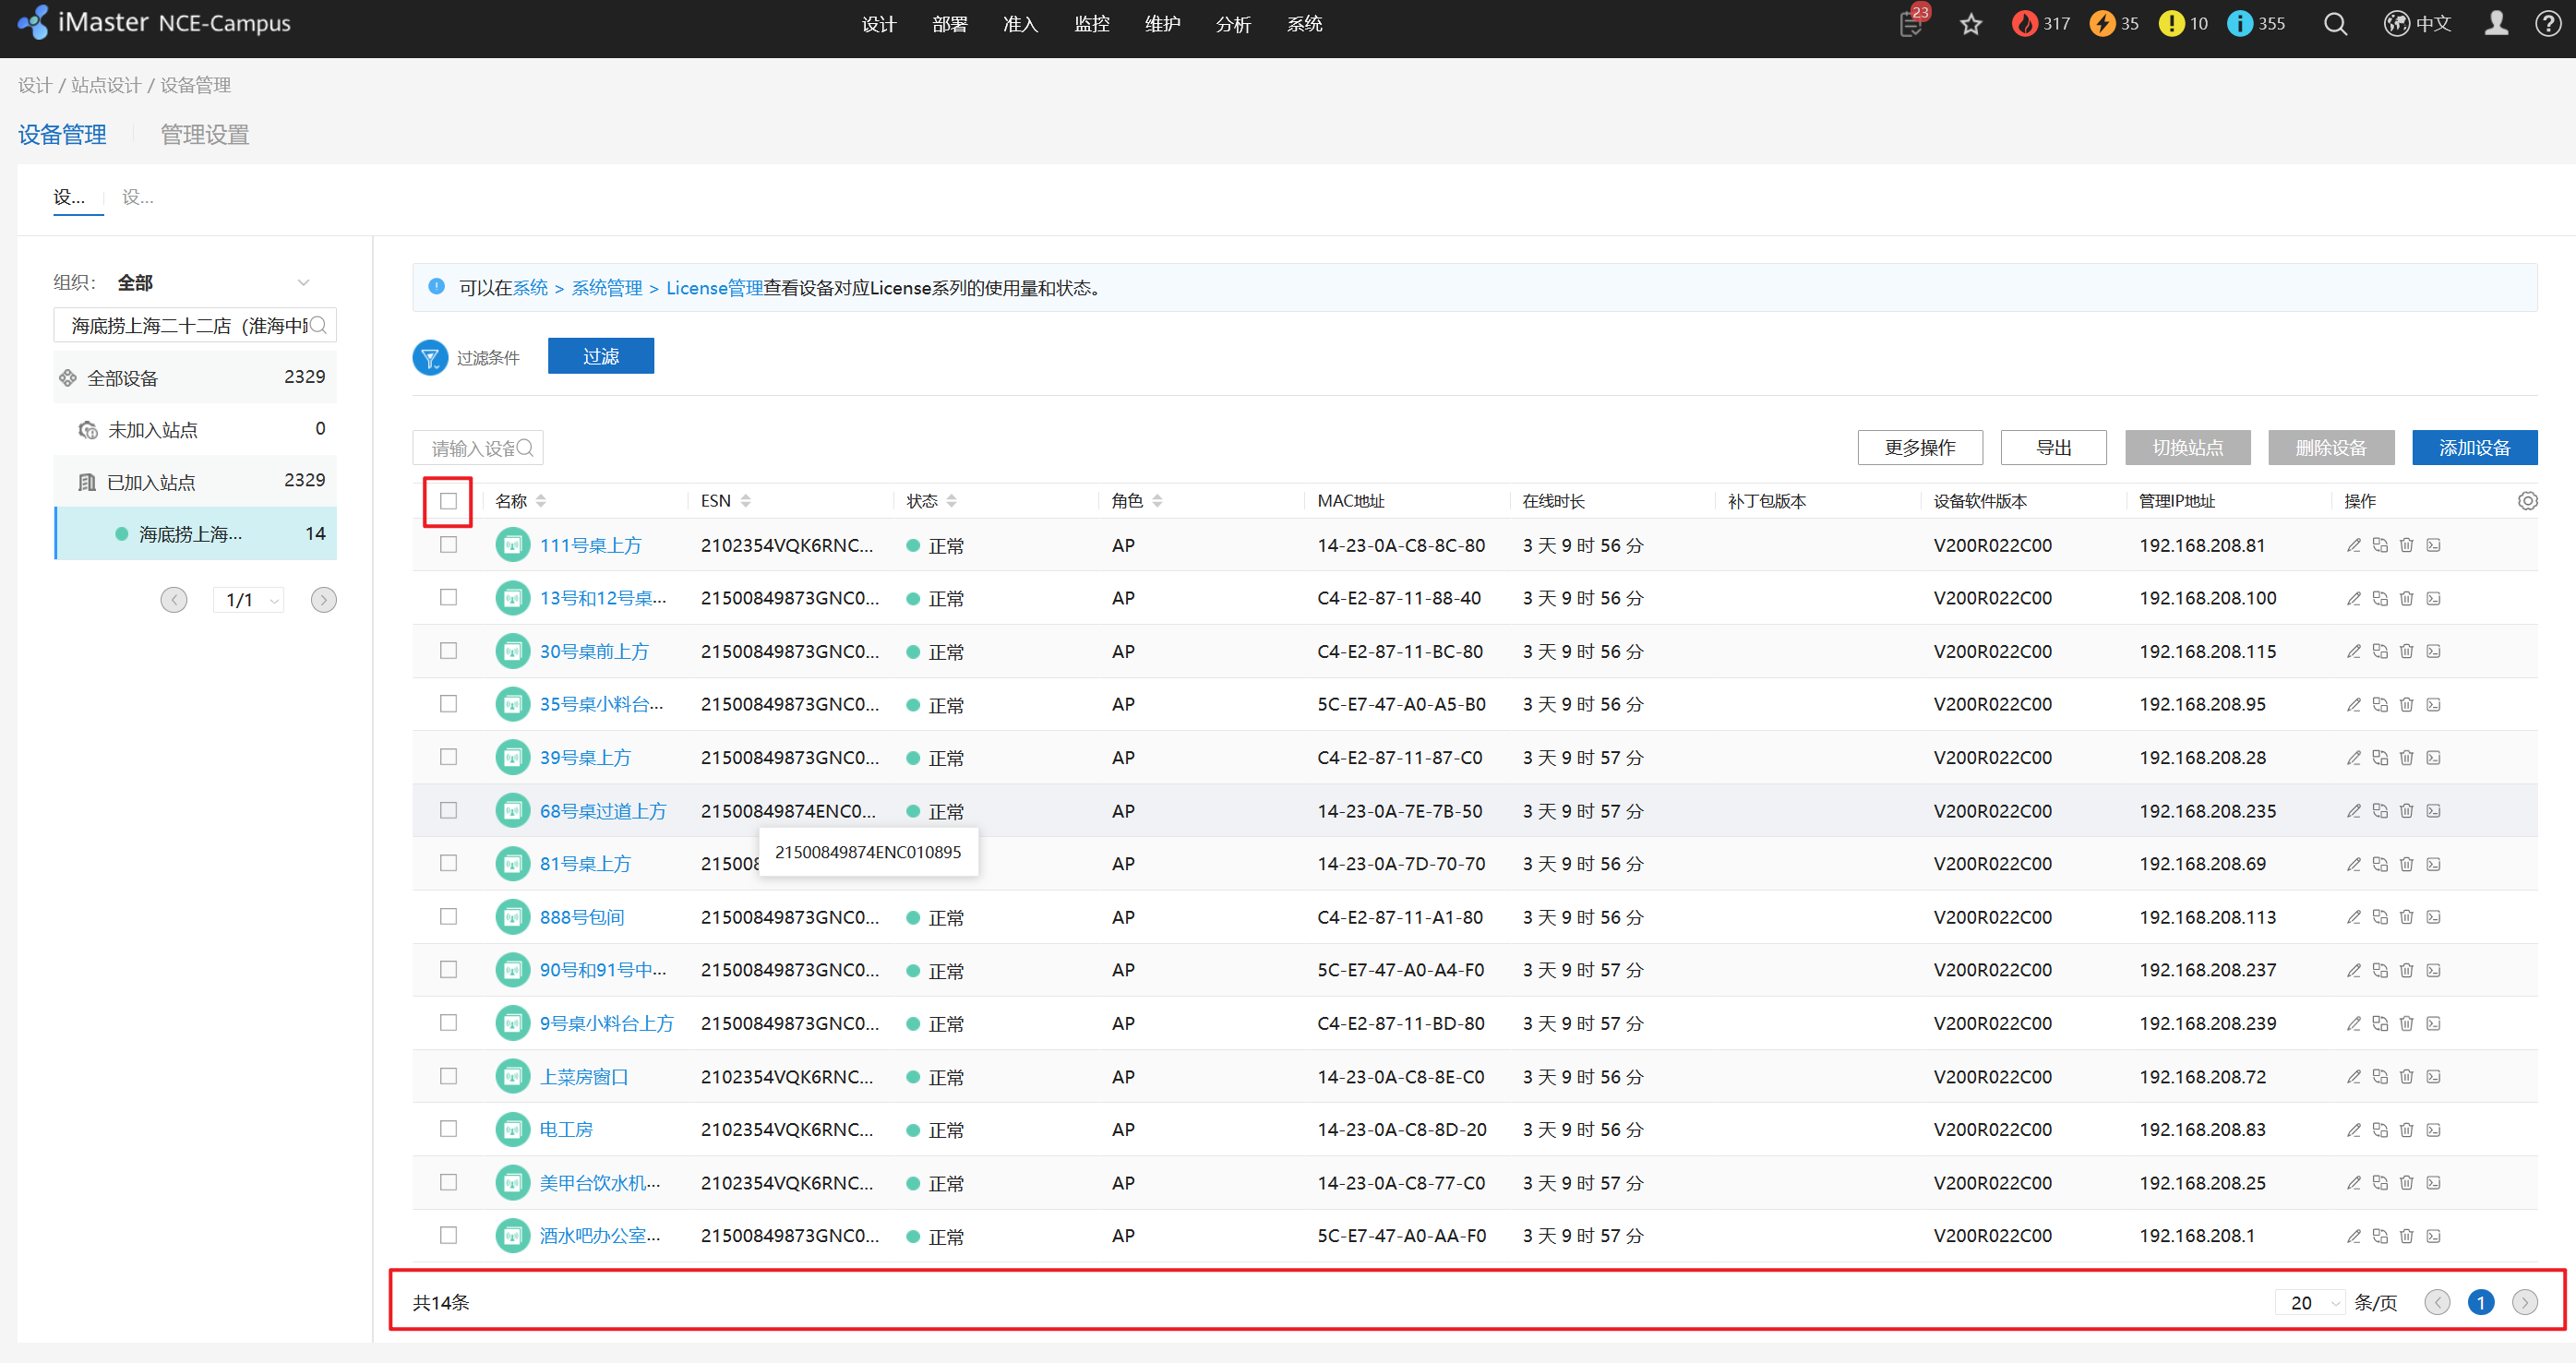 iMaster NCE-Campus 设计 部署 准入 监控 维护 分析 系统 23 317 35 10 355 中文
设计 / 站点设计 / 设备管理
设备管理 管理设置
设... 设...
组织: 全部
海底捞上海二十二店（淮海中
全部设备 2329
未加入站点 0
已加入站点 2329
海底捞上海... 14
1/1
可以在系统 > 系统管理 > License管理查看设备对应License系列的使用量和状态。
过滤条件 过滤
请输入设备 更多操作 导出 切换站点 删除设备 添加设备
名称 ESN 状态 角色 MAC地址 在线时长 补丁包版本 设备软件版本 管理IP地址 操作
111号桌上方 2102354VQK6RNC... 正常 AP 14-23-0A-C8-8C-80 3 天 9 时 56 分 V200R022C00 192.168.208.81
13号和12号桌... 21500849873GNC0... 正常 AP C4-E2-87-11-88-40 3 天 9 时 56 分 V200R022C00 192.168.208.100
30号桌前上方 21500849873GNC0... 正常 AP C4-E2-87-11-BC-80 3 天 9 时 56 分 V200R022C00 192.168.208.115
35号桌小料台... 21500849873GNC0... 正常 AP 5C-E7-47-A0-A5-B0 3 天 9 时 56 分 V200R022C00 192.168.208.95
39号桌上方 21500849873GNC0... 正常 AP C4-E2-87-11-87-C0 3 天 9 时 57 分 V200R022C00 192.168.208.28
68号桌过道上方 21500849874ENC0... 正常 AP 14-23-0A-7E-7B-50 3 天 9 时 57 分 V200R022C00 192.168.208.235
21500849874ENC010895
81号桌上方 21500 AP 14-23-0A-7D-70-70 3 天 9 时 57 分 V200R022C00 192.168.208.69
888号包间 21500849873GNC0... 正常 AP C4-E2-87-11-A1-80 3 天 9 时 56 分 V200R022C00 192.168.208.113
90号和91号中... 21500849873GNC0... 正常 AP 5C-E7-47-A0-A4-F0 3 天 9 时 57 分 V200R022C00 192.168.208.237
9号桌小料台上方 21500849873GNC0... 正常 AP C4-E2-87-11-BD-80 3 天 9 时 57 分 V200R022C00 192.168.208.239
上菜房窗口 2102354VQK6RNC... 正常 AP 14-23-0A-C8-8E-C0 3 天 9 时 56 分 V200R022C00 192.168.208.72
电工房 2102354VQK6RNC... 正常 AP 14-23-0A-C8-8D-20 3 天 9 时 56 分 V200R022C00 192.168.208.83
美甲台饮水机... 2102354VQK6RNC... 正常 AP 14-23-0A-C8-77-C0 3 天 9 时 57 分 V200R022C00 192.168.208.25
酒水吧办公室... 21500849873GNC0... 正常 AP 5C-E7-47-A0-AA-F0 3 天 9 时 57 分 V200R022C00 192.168.208.1
共14条 20 条/页 1